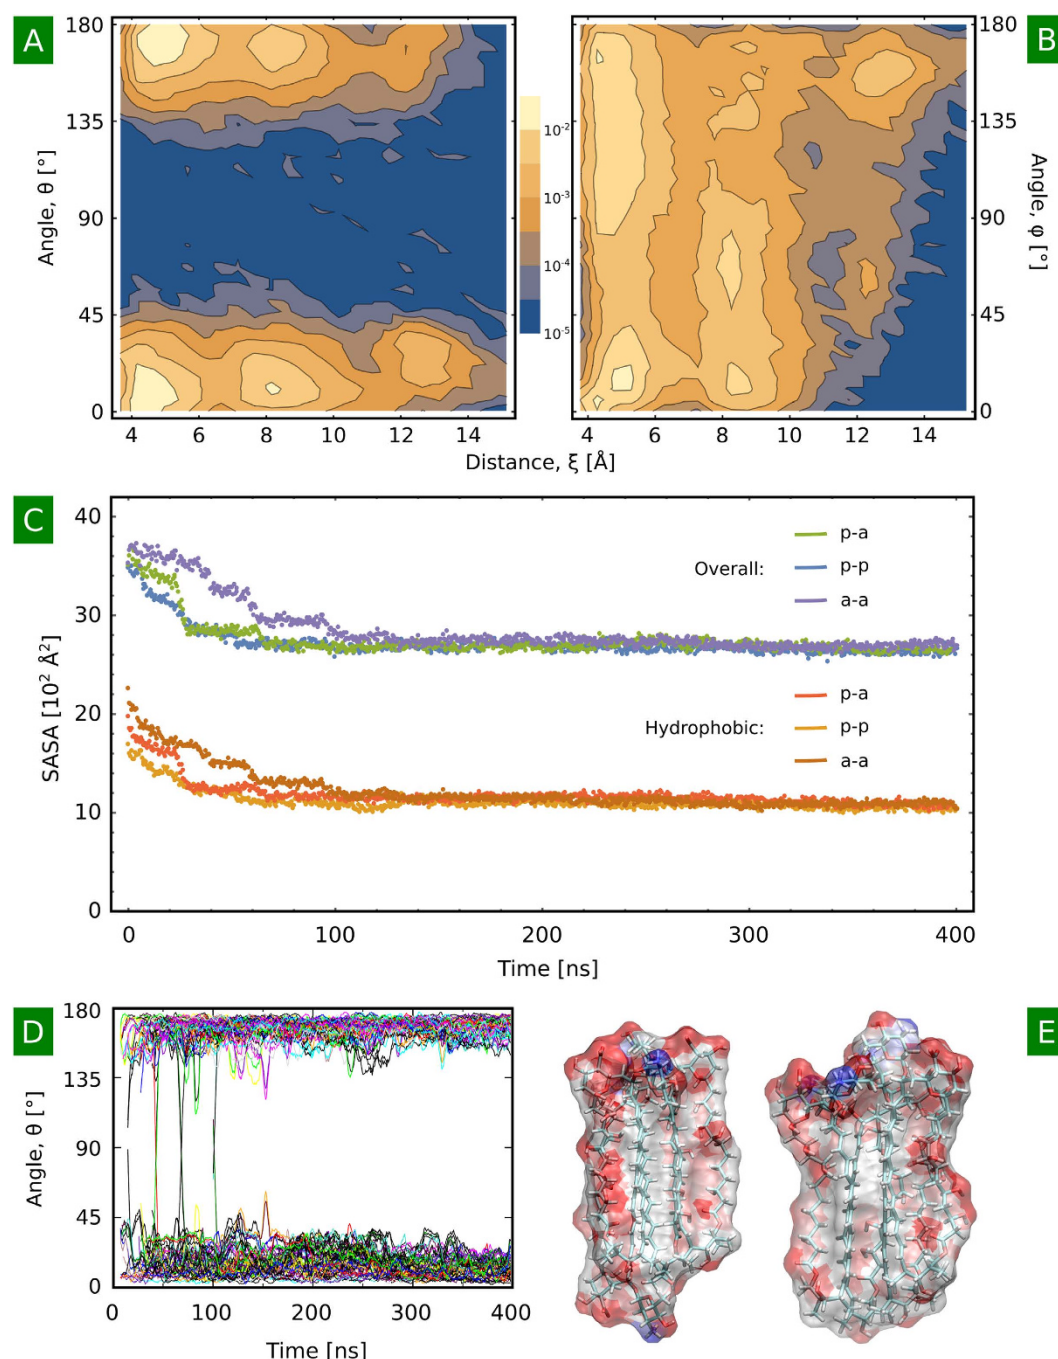 A
180
135
90
45
0
Angle, θ [°]
4 6 8 10 12 14
10⁻²
10⁻³
10⁻⁴
10⁻⁵
B
180
135
90
45
0
Angle, φ [°]
4 6 8 10 12 14
Distance, ξ [Å]
C
40
30
20
10
0
SASA [10² Å²]
Overall:
p-a
p-p
a-a
Hydrophobic:
p-a
p-p
a-a
0 100 200 300 400
Time [ns]
D
180
135
90
45
0
Angle, θ [°]
0 100 200 300 400
Time [ns]
E